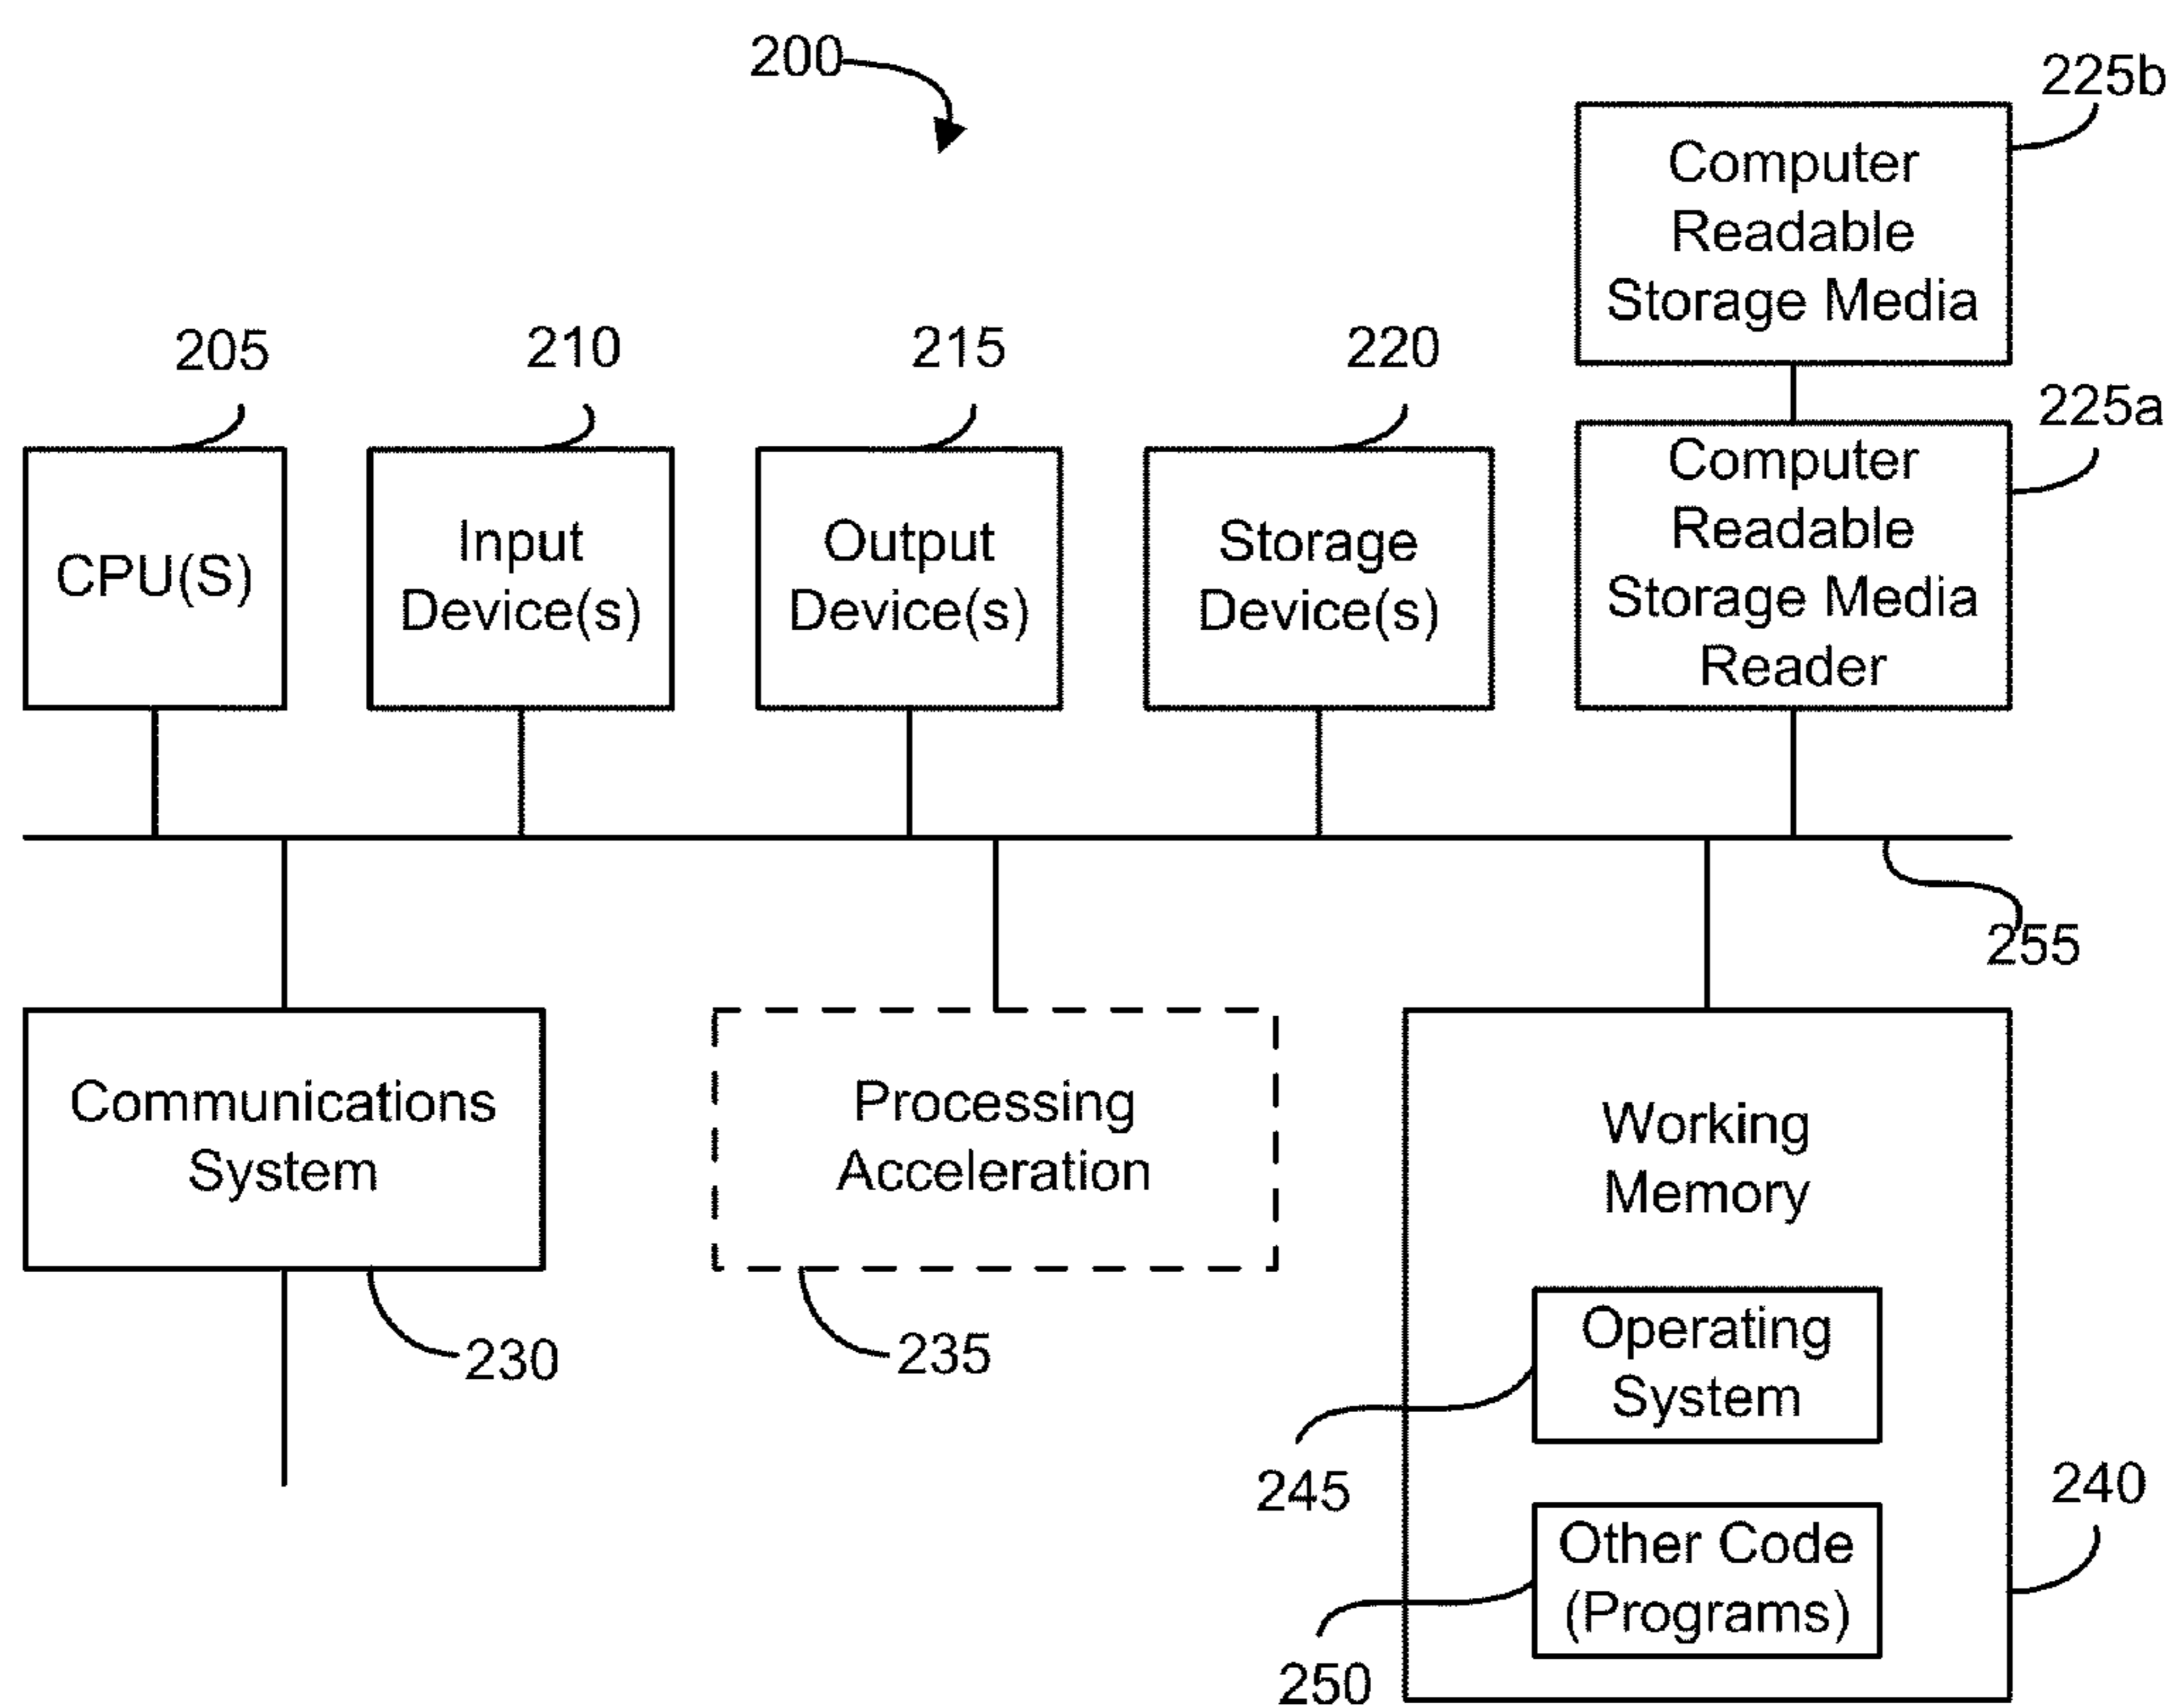 200
225b
Computer
Readable
Storage Media
205
210
215
220
225a
CPU(S)
Input
Device(s)
Output
Device(s)
Storage
Device(s)
Computer
Readable
Storage Media
Reader
255
Communications
System
230
Processing
Acceleration
235
Working
Memory
Operating
System
245
240
Other Code
(Programs)
250